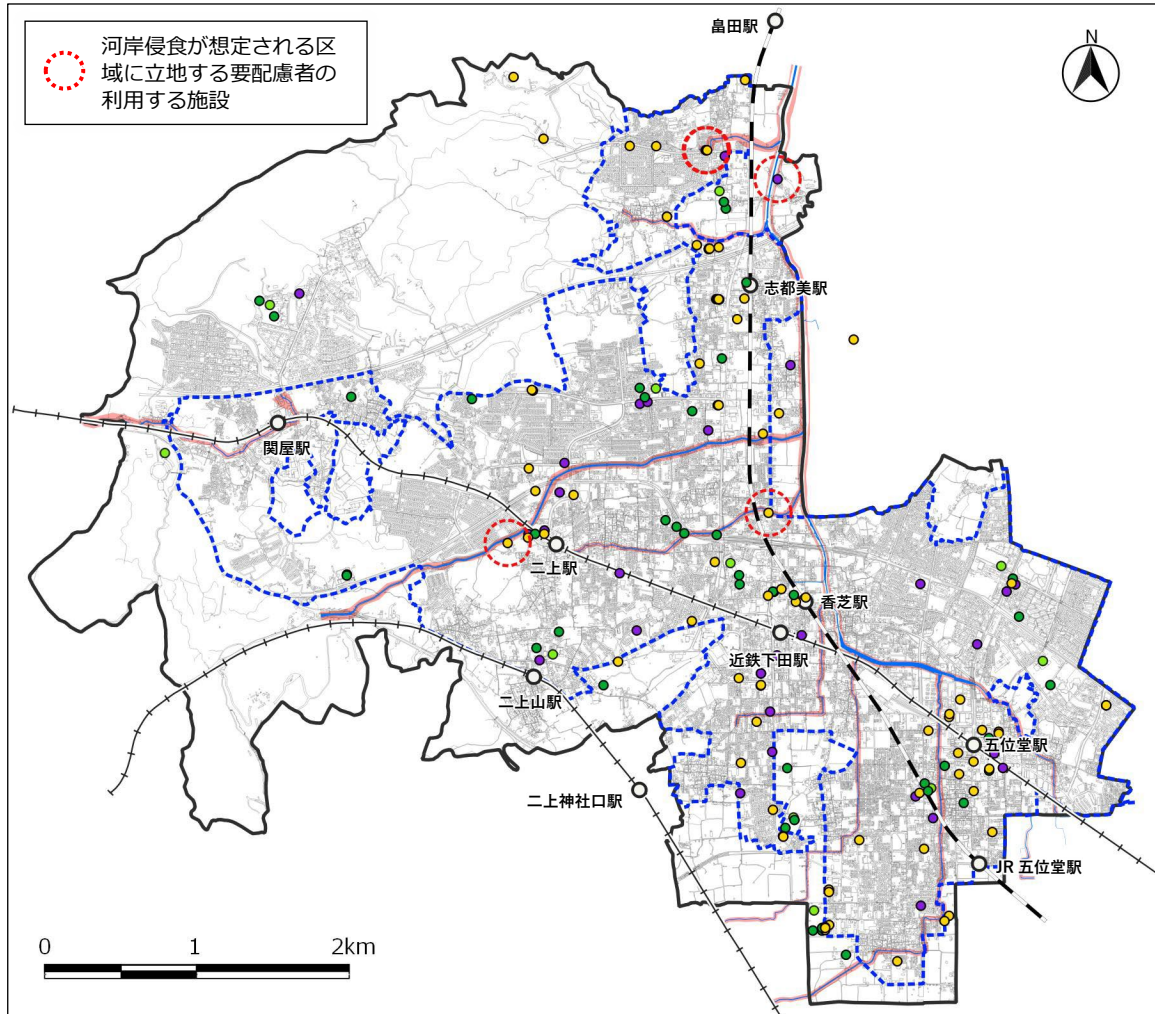 河岸侵食が想定される区
域に立地する要配慮者の
利用する施設
畠田駅
N
志都美駅
関屋駅
二上駅
香芝駅
近鉄下田駅
二上山駅
五位堂駅
二上神社口駅
JR 五位堂駅
0 1 2km